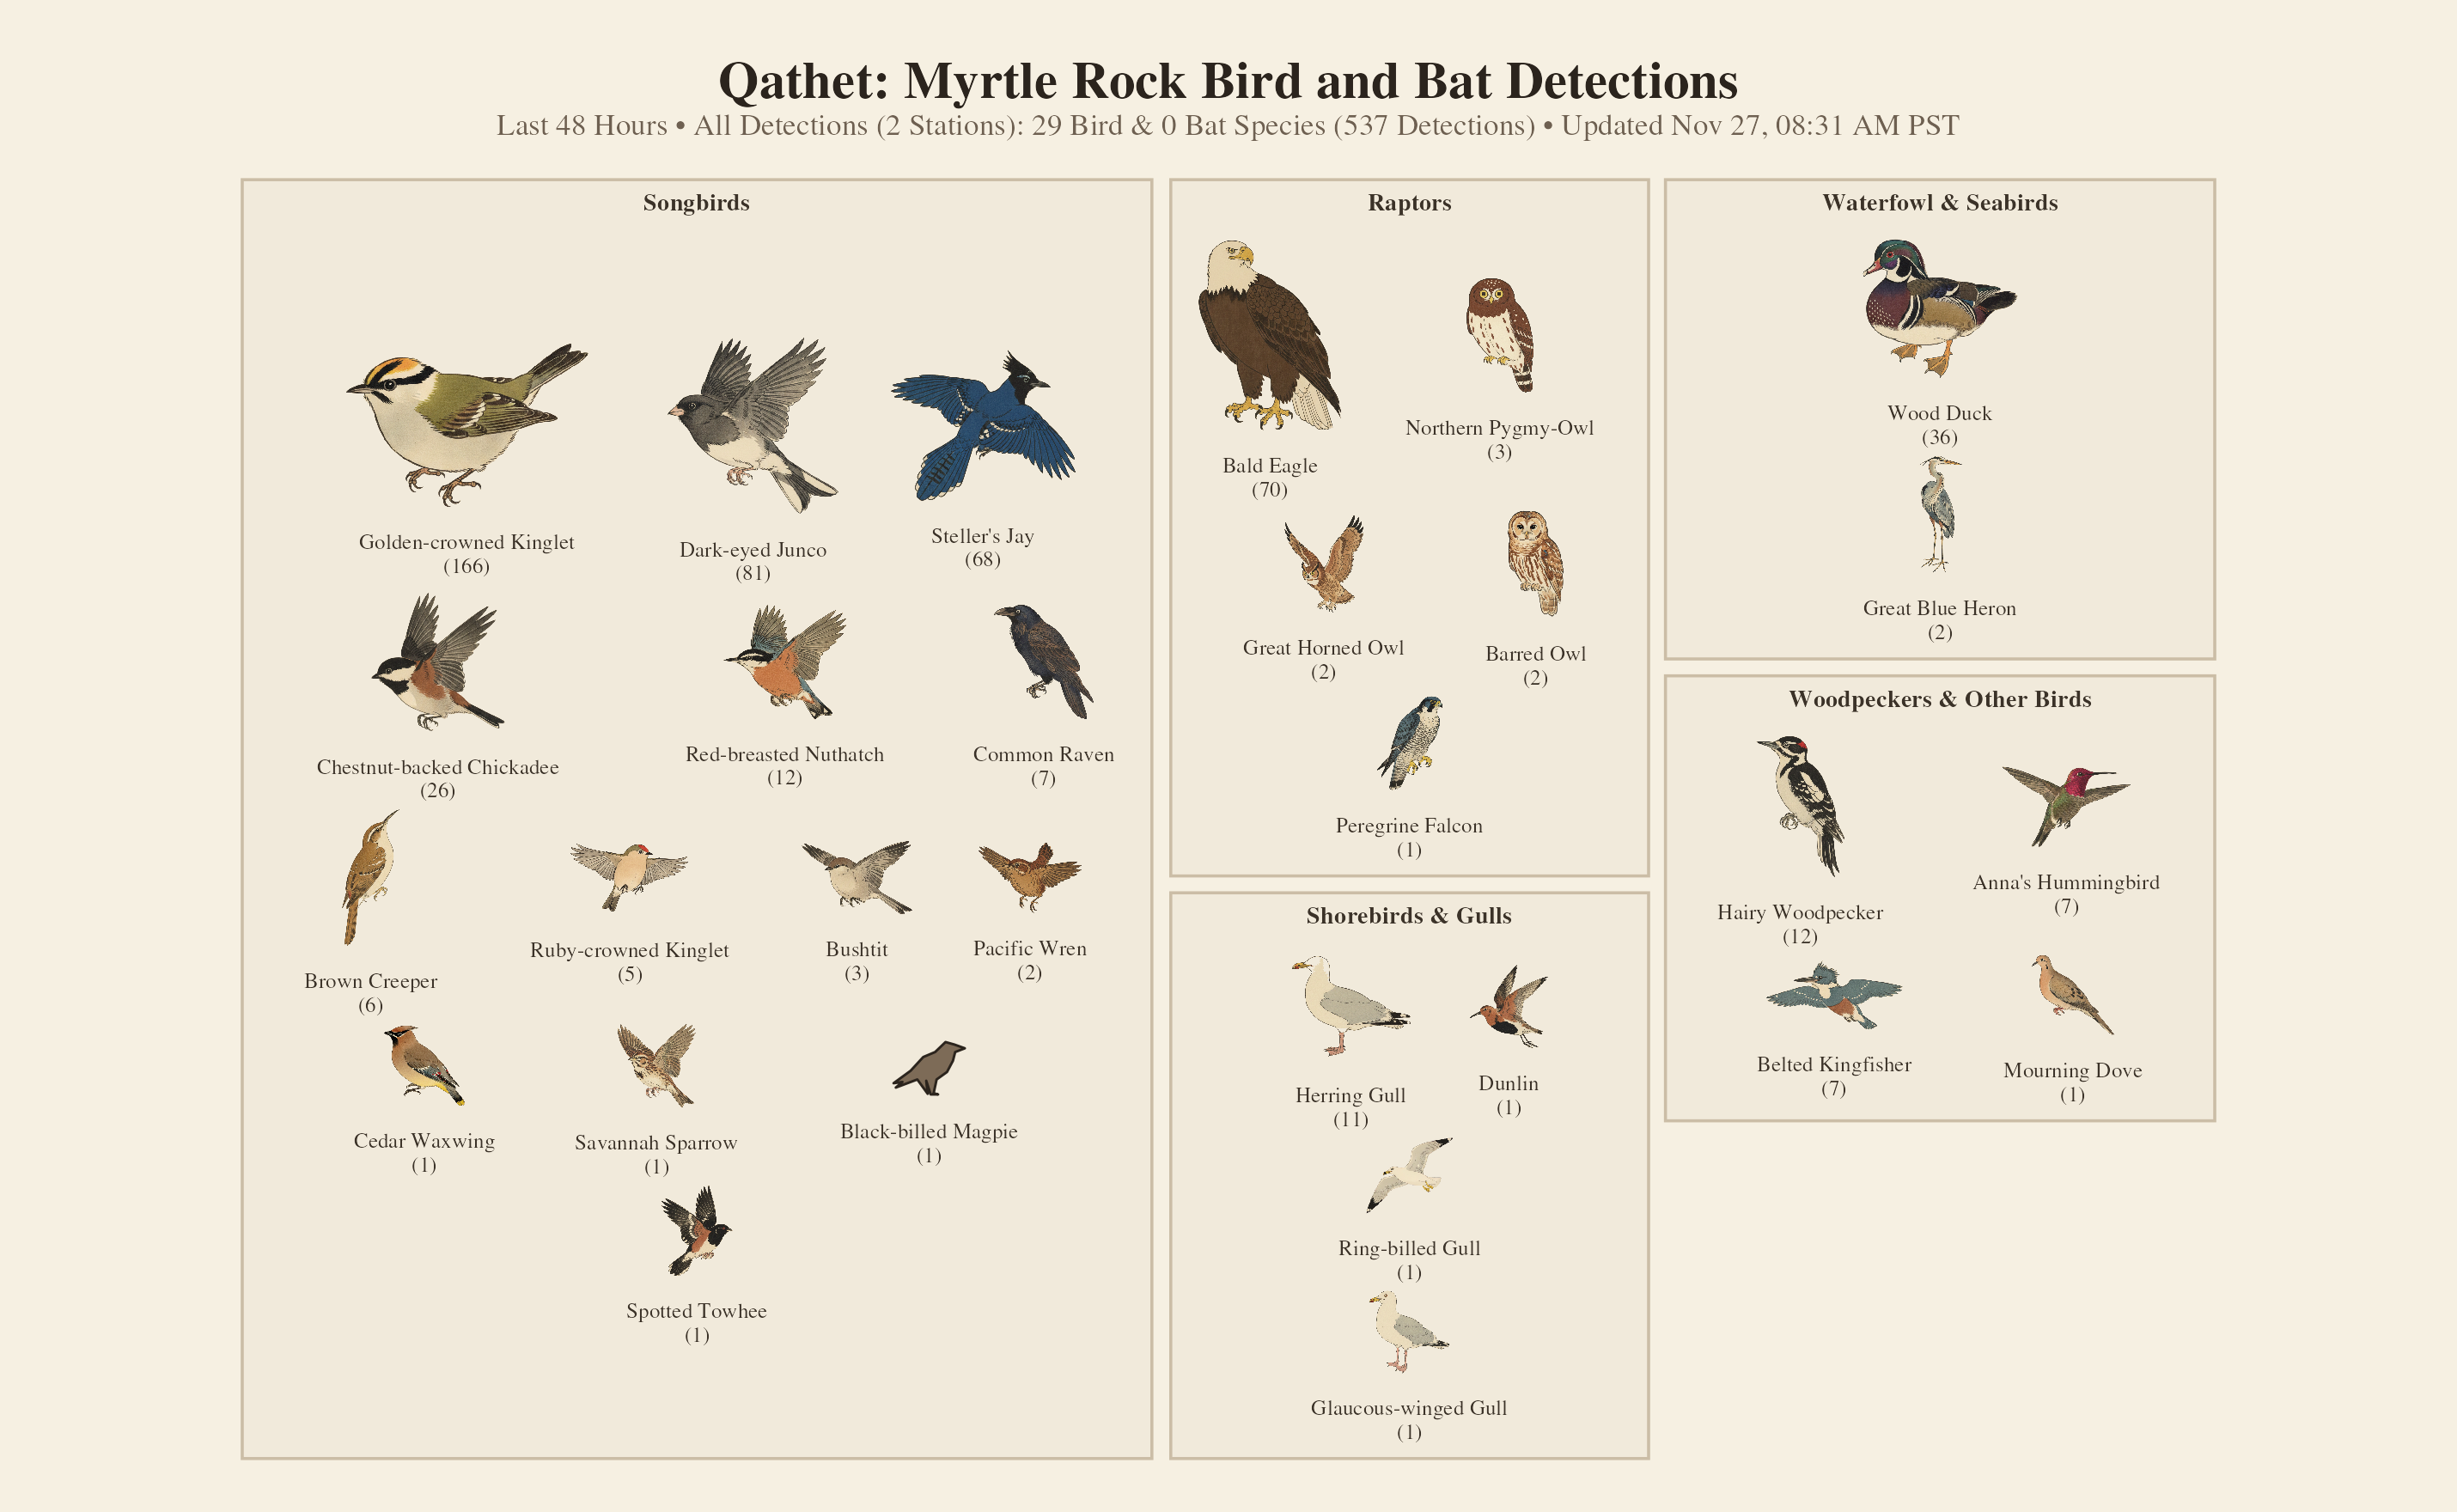 Qathet: Myrtle Rock Bird and Bat Detections
Last 48 Hours • All Detections (2 Stations): 29 Bird & 0 Bat Species (537 Detections) • Updated Nov 27, 08:31 AM PST
Songbirds
Golden-crowned Kinglet
(166)
Dark-eyed Junco
(81)
Steller's Jay
(68)
Chestnut-backed Chickadee
(26)
Red-breasted Nuthatch
(12)
Common Raven
(7)
Brown Creeper
(6)
Ruby-crowned Kinglet
(5)
Bushtit
(3)
Pacific Wren
(2)
Cedar Waxwing
(1)
Savannah Sparrow
(1)
Black-billed Magpie
(1)
Spotted Towhee
(1)
Raptors
Bald Eagle
(70)
Northern Pygmy-Owl
(3)
Great Horned Owl
(2)
Barred Owl
(2)
Peregrine Falcon
(1)
Shorebirds & Gulls
Herring Gull
(11)
Dunlin
(1)
Ring-billed Gull
(1)
Glaucous-winged Gull
(1)
Waterfowl & Seabirds
Wood Duck
(36)
Great Blue Heron
(2)
Woodpeckers & Other Birds
Hairy Woodpecker
(12)
Anna's Hummingbird
(7)
Belted Kingfisher
(7)
Mourning Dove
(1)